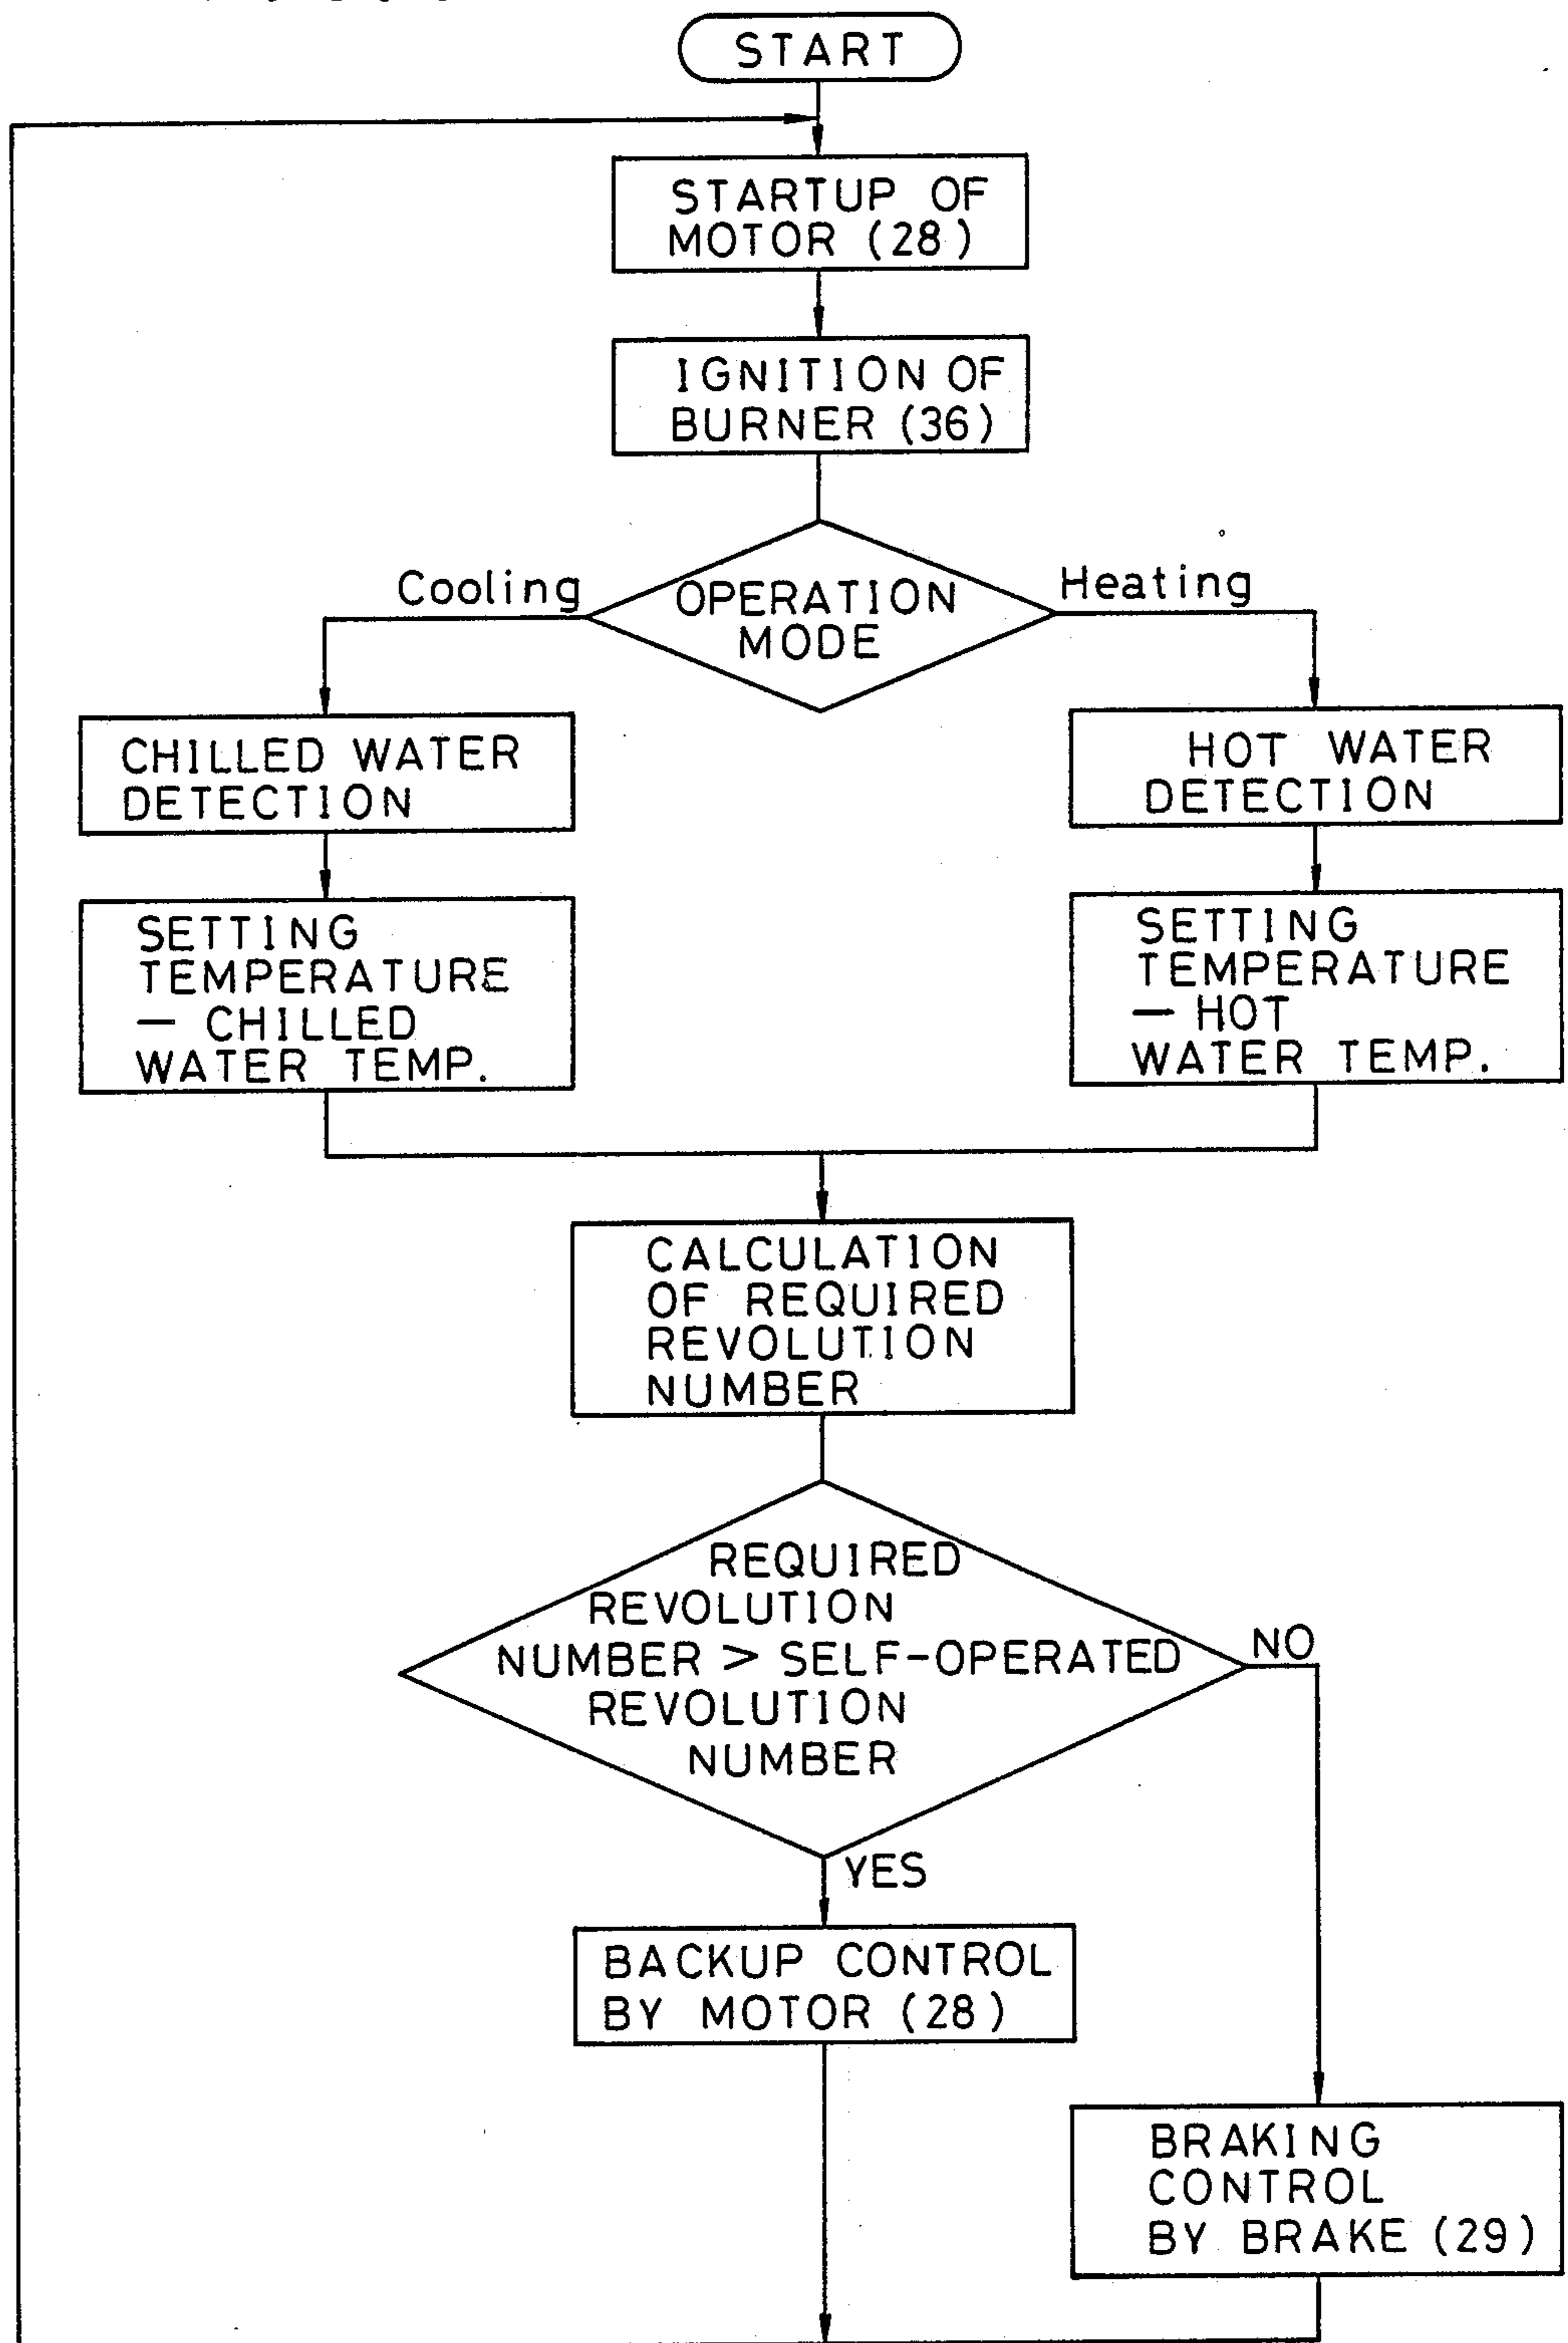 START
STARTUP OF
MOTOR (28)
IGNITION OF
BURNER (36)
Cooling
OPERATION
MODE
Heating
CHILLED WATER
DETECTION
HOT WATER
DETECTION
SETTING
TEMPERATURE
— CHILLED
WATER TEMP.
SETTING
TEMPERATURE
— HOT
WATER TEMP.
CALCULATION
OF REQUIRED
REVOLUTION
NUMBER
REQUIRED
REVOLUTION
NUMBER > SELF-OPERATED
REVOLUTION
NUMBER
NO
YES
BACKUP CONTROL
BY MOTOR (28)
BRAKING
CONTROL
BY BRAKE (29)